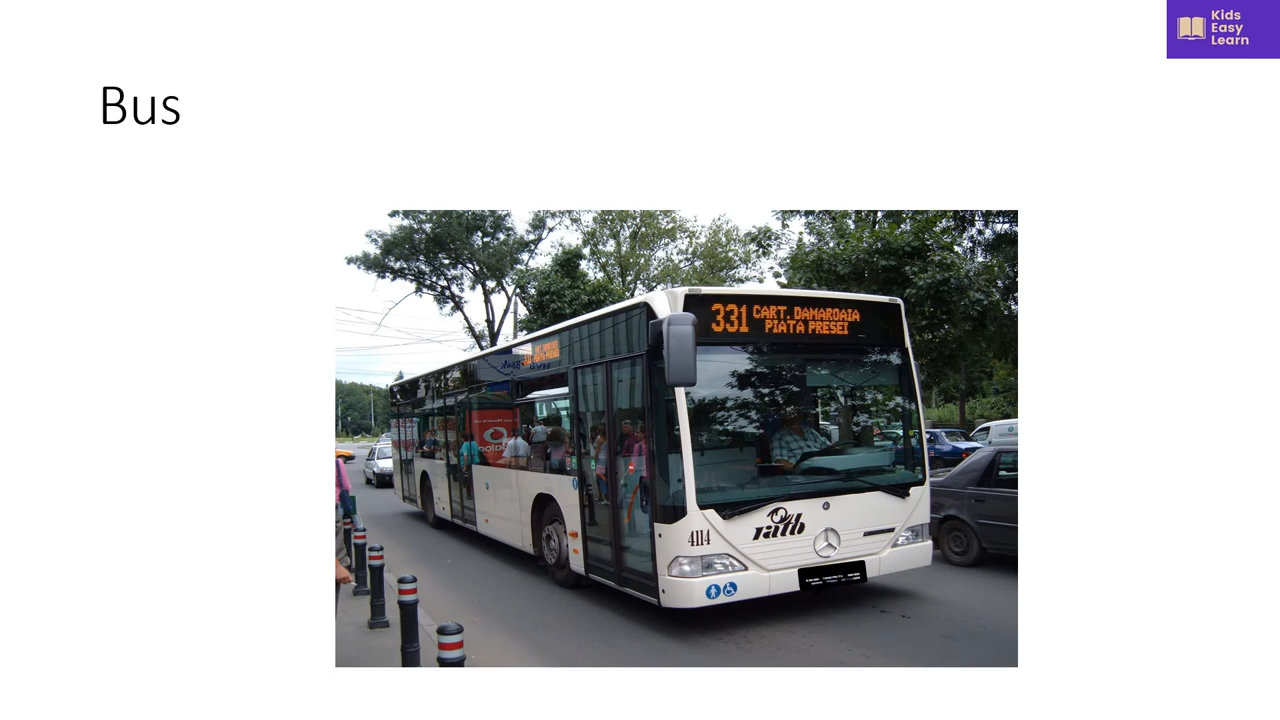 Kids
Easy
Learn
Bus
331 CART. DAMAROAIA
PIATA PRESEI
ratb
4114